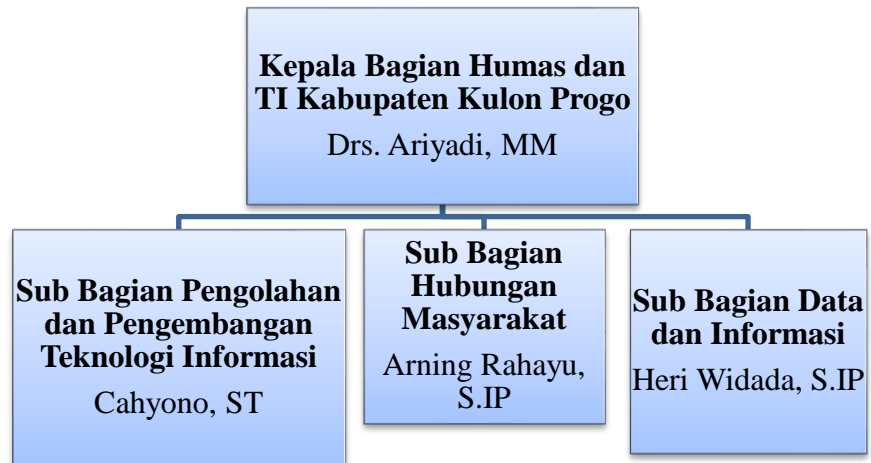 Kepala Bagian Humas dan
TI Kabupaten Kulon Progo
Drs. Ariyadi, MM
Sub Bagian Pengolahan
dan Pengembangan
Teknologi Informasi
Cahyono, ST
Sub Bagian
Hubungan
Masyarakat
Arning Rahayu,
S.IP
Sub Bagian Data
dan Informasi
Heri Widada, S.IP